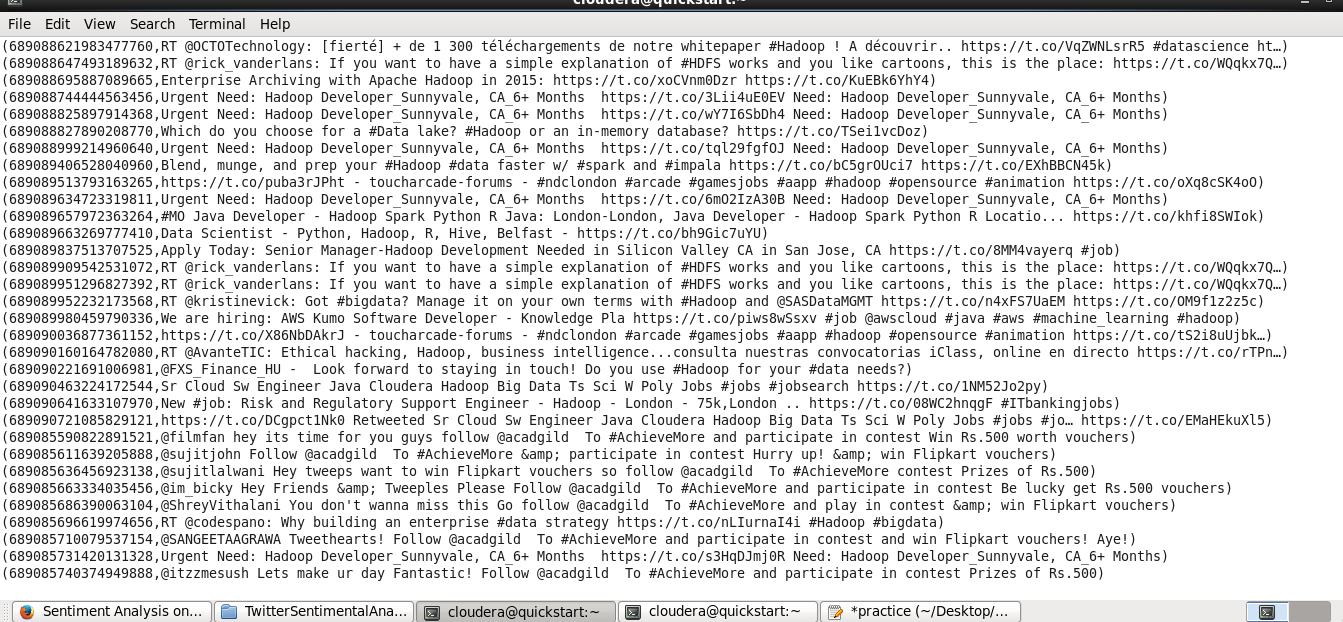 cloudera@quickstart:~
File Edit View Search Terminal Help
(689088621983477760,RT @OCTOTechnology: [fierté] + de 1 300 téléchargements de notre whitepaper #Hadoop ! A découvrir.. https://t.co/VqZWNLsrR5 #datascience ht…)
(689088647493189632,RT @rick_vanderlans: If you want to have a simple explanation of #HDFS works and you like cartoons, this is the place: https://t.co/WQqkx7Q…)
(689088695887089665,Enterprise Archiving with Apache Hadoop in 2015: https://t.co/xoCVnm0Dzr https://t.co/KuEBk6YhY4)
(689088744444563456,Urgent Need: Hadoop Developer_Sunnyvale, CA_6+ Months  https://t.co/3Lii4uE0EV Need: Hadoop Developer_Sunnyvale, CA_6+ Months)
(689088825897914368,Urgent Need: Hadoop Developer_Sunnyvale, CA_6+ Months  https://t.co/wY7I6SbDh4 Need: Hadoop Developer_Sunnyvale, CA_6+ Months)
(689088827890208770,Which do you choose for a #Data lake? #Hadoop or an in-memory database? https://t.co/TSei1vcDoz)
(689088999214960640,Urgent Need: Hadoop Developer_Sunnyvale, CA_6+ Months  https://t.co/tql29fgfOJ Need: Hadoop Developer_Sunnyvale, CA_6+ Months)
(689089406528040960,Blend, munge, and prep your #Hadoop #data faster w/ #spark and #impala https://t.co/bC5grOUci7 https://t.co/EXhBBCN45k)
(689089513793163265,https://t.co/puba3rJPht - toucharcade-forums - #ndclondon #arcade #gamesjobs #aapp #hadoop #opensource #animation https://t.co/oXq8cSK4oO)
(689089634723319811,Urgent Need: Hadoop Developer_Sunnyvale, CA_6+ Months  https://t.co/6mO2IzA30B Need: Hadoop Developer_Sunnyvale, CA_6+ Months)
(689089657972363264,#MO Java Developer - Hadoop Spark Python R Java: London-London, Java Developer - Hadoop Spark Python R Locatio... https://t.co/khfi8SWIok)
(689089663269777410,Data Scientist - Python, Hadoop, R, Hive, Belfast - https://t.co/bh9Gic7uYU)
(689089837513707525,Apply Today: Senior Manager-Hadoop Development Needed in Silicon Valley CA in San Jose, CA https://t.co/8MM4vayerq #job)
(689089909542531072,RT @rick_vanderlans: If you want to have a simple explanation of #HDFS works and you like cartoons, this is the place: https://t.co/WQqkx7Q…)
(689089951296827392,RT @rick_vanderlans: If you want to have a simple explanation of #HDFS works and you like cartoons, this is the place: https://t.co/WQqkx7Q…)
(689089952232173568,RT @kristinevick: Got #bigdata? Manage it on your own terms with #Hadoop and @SASDataMGMT https://t.co/n4xFS7UaEM https://t.co/OM9f1z2z5c)
(689089980459790336,We are hiring: AWS Kumo Software Developer - Knowledge Pla https://t.co/piws8wSsxv #job @awscloud #java #aws #machine_learning #hadoop)
(689090036877361152,https://t.co/X86NbDAkrJ - toucharcade-forums - #ndclondon #arcade #gamesjobs #aapp #hadoop #opensource #animation https://t.co/tS2i8uUjbk…)
(689090160164782080,RT @AvanteTIC: Ethical hacking, Hadoop, business intelligence...consulta nuestras convocatorias iClass, online en directo https://t.co/rTPn…)
(689090221691006981,@FXS_Finance_HU -  Look forward to staying in touch! Do you use #Hadoop for your #data needs?)
(689090463224172544,Sr Cloud Sw Engineer Java Cloudera Hadoop Big Data Ts Sci W Poly Jobs #jobs #jobsearch https://t.co/1NM52Jo2py)
(689090641633107970,New #job: Risk and Regulatory Support Engineer - Hadoop - London - 75k,London .. https://t.co/08WC2hnqgF #ITbankingjobs)
(689090721085829121,https://t.co/DCgpct1Nk0 Retweeted Sr Cloud Sw Engineer Java Cloudera Hadoop Big Data Ts Sci W Poly Jobs #jobs #jo… https://t.co/EMaHEkuXl5)
(689085590822891521,@filmfan hey its time for you guys follow @acadgild  To #AchieveMore and participate in contest Win Rs.500 worth vouchers)
(689085611639205888,@sujitjohn Follow @acadgild  To #AchieveMore &amp; participate in contest Hurry up! &amp; win Flipkart vouchers)
(689085636456923138,@sujitlalwani Hey tweeps want to win Flipkart vouchers so follow @acadgild  To #AchieveMore contest Prizes of Rs.500)
(689085663334035456,@im_bicky Hey Friends &amp; Tweeples Please Follow @acadgild  To #AchieveMore and participate in contest Be lucky get Rs.500 vouchers)
(689085686390063104,@ShreyVithalani You don't wanna miss this Go follow @acadgild  To #AchieveMore and play in contest &amp; win Flipkart vouchers)
(689085696619974656,RT @codespano: Why building an enterprise #data strategy https://t.co/nLIurnaI4i #Hadoop #bigdata)
(689085710079537154,@SANGEETAAGRAWA Tweethearts! Follow @acadgild  To #AchieveMore and participate in contest and win Flipkart vouchers! Aye!)
(689085731420131328,Urgent Need: Hadoop Developer_Sunnyvale, CA_6+ Months  https://t.co/s3HqDJmj0R Need: Hadoop Developer_Sunnyvale, CA_6+ Months)
(689085740374949888,@itzzmesush Lets make ur day Fantastic! Follow @acadgild  To #AchieveMore and participate in contest Prizes of Rs.500)
Sentiment Analysis on... TwitterSentimentalAna... cloudera@quickstart:~ cloudera@quickstart:~ *practice (~/Desktop/...